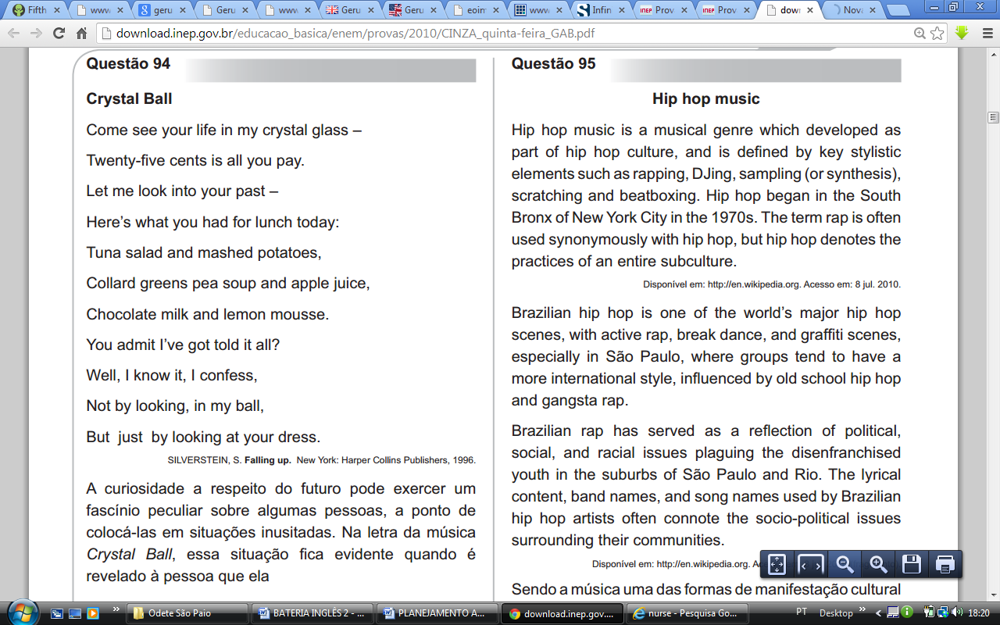 Fifth
www
geru
Geru
www
Geru
Geru
eoim
www
Infin
Prov
Prov
dow
Nova
download.inep.gov.br/educacao_basica/enem/provas/2010/CINZA_quinta-feira_GAB.pdf
Questão 94
Crystal Ball
Come see your life in my crystal glass –
Twenty-five cents is all you pay.
Let me look into your past –
Here’s what you had for lunch today:
Tuna salad and mashed potatoes,
Collard greens pea soup and apple juice,
Chocolate milk and lemon mousse.
You admit I’ve got told it all?
Well, I know it, I confess,
Not by looking, in my ball,
But just by looking at your dress.
SILVERSTEIN, S. Falling up. New York: Harper Collins Publishers, 1996.
A curiosidade a respeito do futuro pode exercer um
fascínio peculiar sobre algumas pessoas, a ponto de
colocá-las em situações inusitadas. Na letra da música
Crystal Ball, essa situação fica evidente quando é
revelado à pessoa que ela
Questão 95
Hip hop music
Hip hop music is a musical genre which developed as
part of hip hop culture, and is defined by key stylistic
elements such as rapping, DJing, sampling (or synthesis),
scratching and beatboxing. Hip hop began in the South
Bronx of New York City in the 1970s. The term rap is often
used synonymously with hip hop, but hip hop denotes the
practices of an entire subculture.
Disponível em: http://en.wikipedia.org. Acesso em: 8 jul. 2010.
Brazilian hip hop is one of the world’s major hip hop
scenes, with active rap, break dance, and graffiti scenes,
especially in São Paulo, where groups tend to have a
more international style, influenced by old school hip hop
and gangsta rap.
Brazilian rap has served as a reflection of political,
social, and racial issues plaguing the disenfranchised
youth in the suburbs of São Paulo and Rio. The lyrical
content, band names, and song names used by Brazilian
hip hop artists often connote the socio-political issues
surrounding their communities.
Disponível em: http://en.wikipedia.org.
Sendo a música uma das formas de manifestação cultural
Odete São Paio
BATERIA INGLÊS 2 - ...
PLANEJAMENTO A...
download.inep.gov....
nurse - Pesquisa Go...
PT
Desktop
18:20